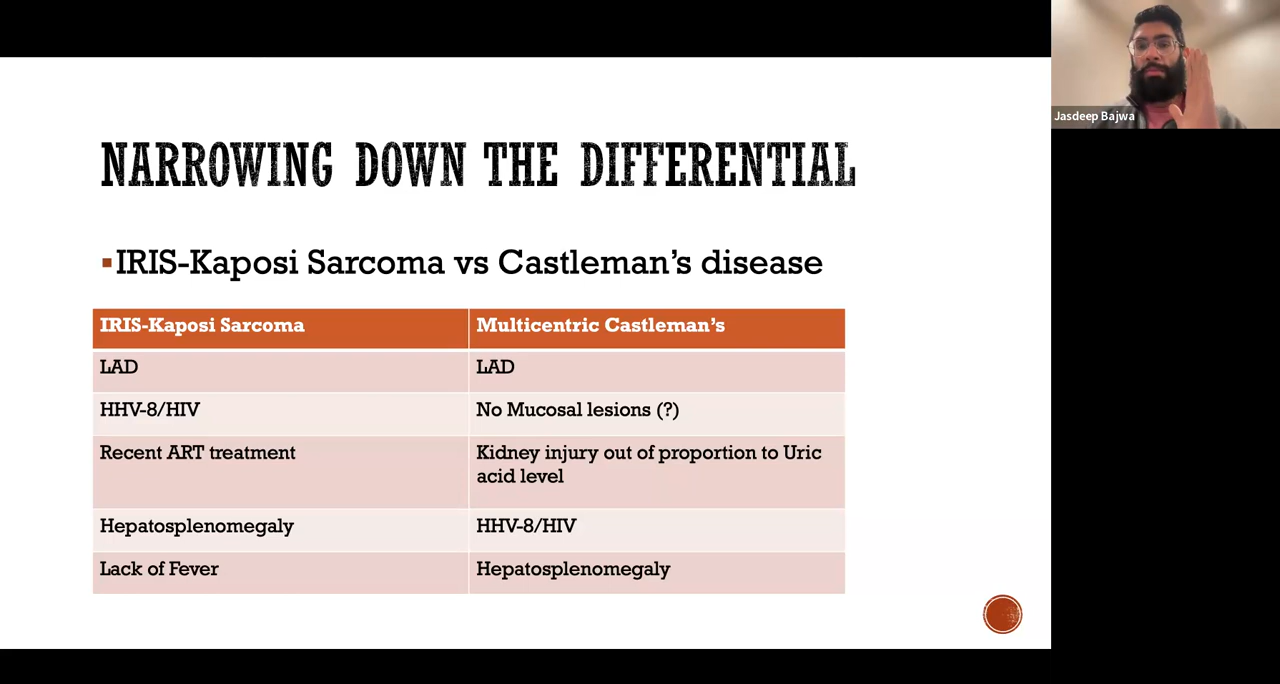 Jasdeep Bajwa
NARROWING DOWN THE DIFFERENTIAL
IRIS-Kaposi Sarcoma vs Castleman's disease
IRIS-Kaposi Sarcoma
Multicentric Castleman's
LAD
LAD
HHV-8/HIV
No Mucosal lesions (?)
Recent ART treatment
Kidney injury out of proportion to Uric
acid level
Hepatosplenomegaly
HHV-8/HIV
Lack of Fever
Hepatosplenomegaly